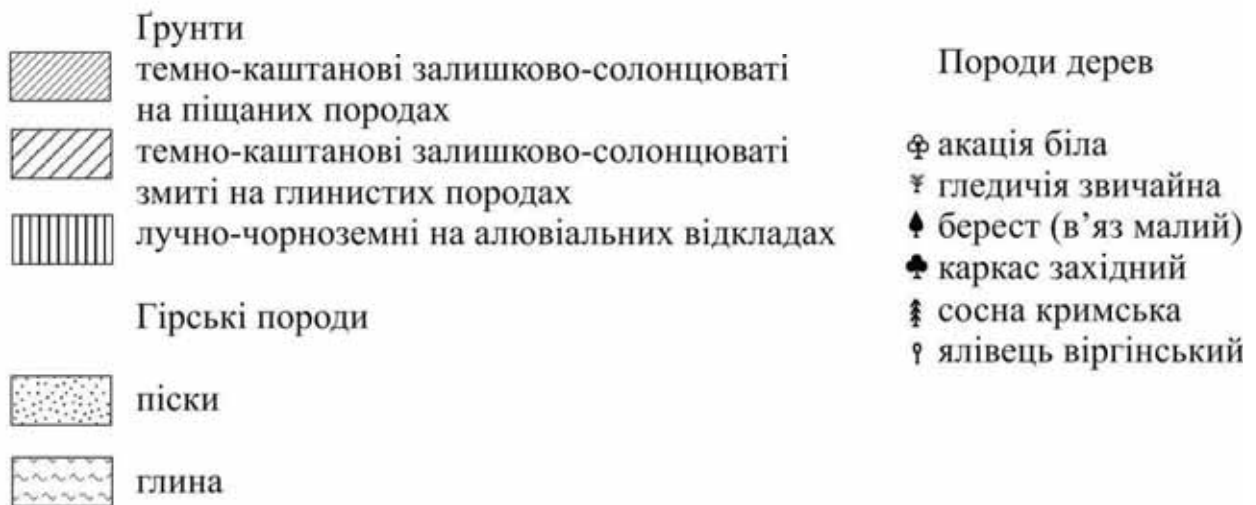 Ґрунти
темно-каштанові залишково-солонцюваті
на піщаних породах
темно-каштанові залишково-солонцюваті
змиті на глинистих породах
лучно-чорноземні на алювіальних відкладах
Гірські породи
піски
глина
Породи дерев
акація біла
гледичія звичайна
берест (в’яз малий)
каркас західний
сосна кримська
ялівець віргінський